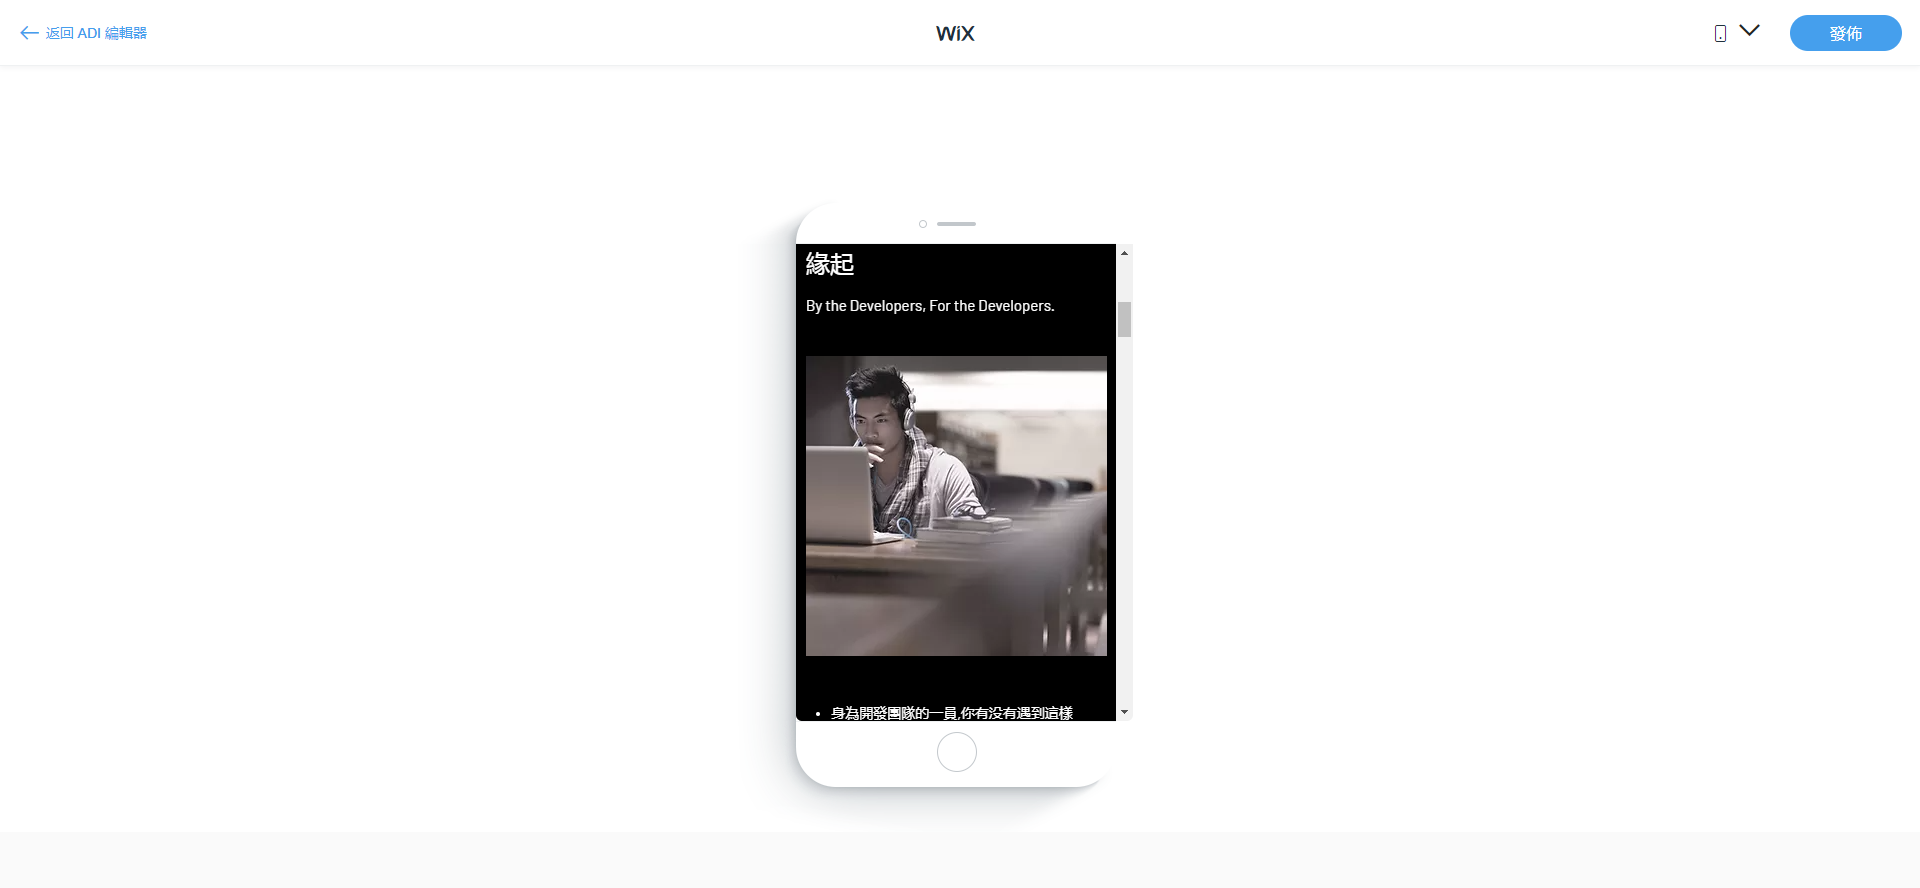 返回 ADI 編輯器
WiX
發佈
緣起
By the Developers, For the Developers.
身為開發團隊的一員,你有没有遇到這樣